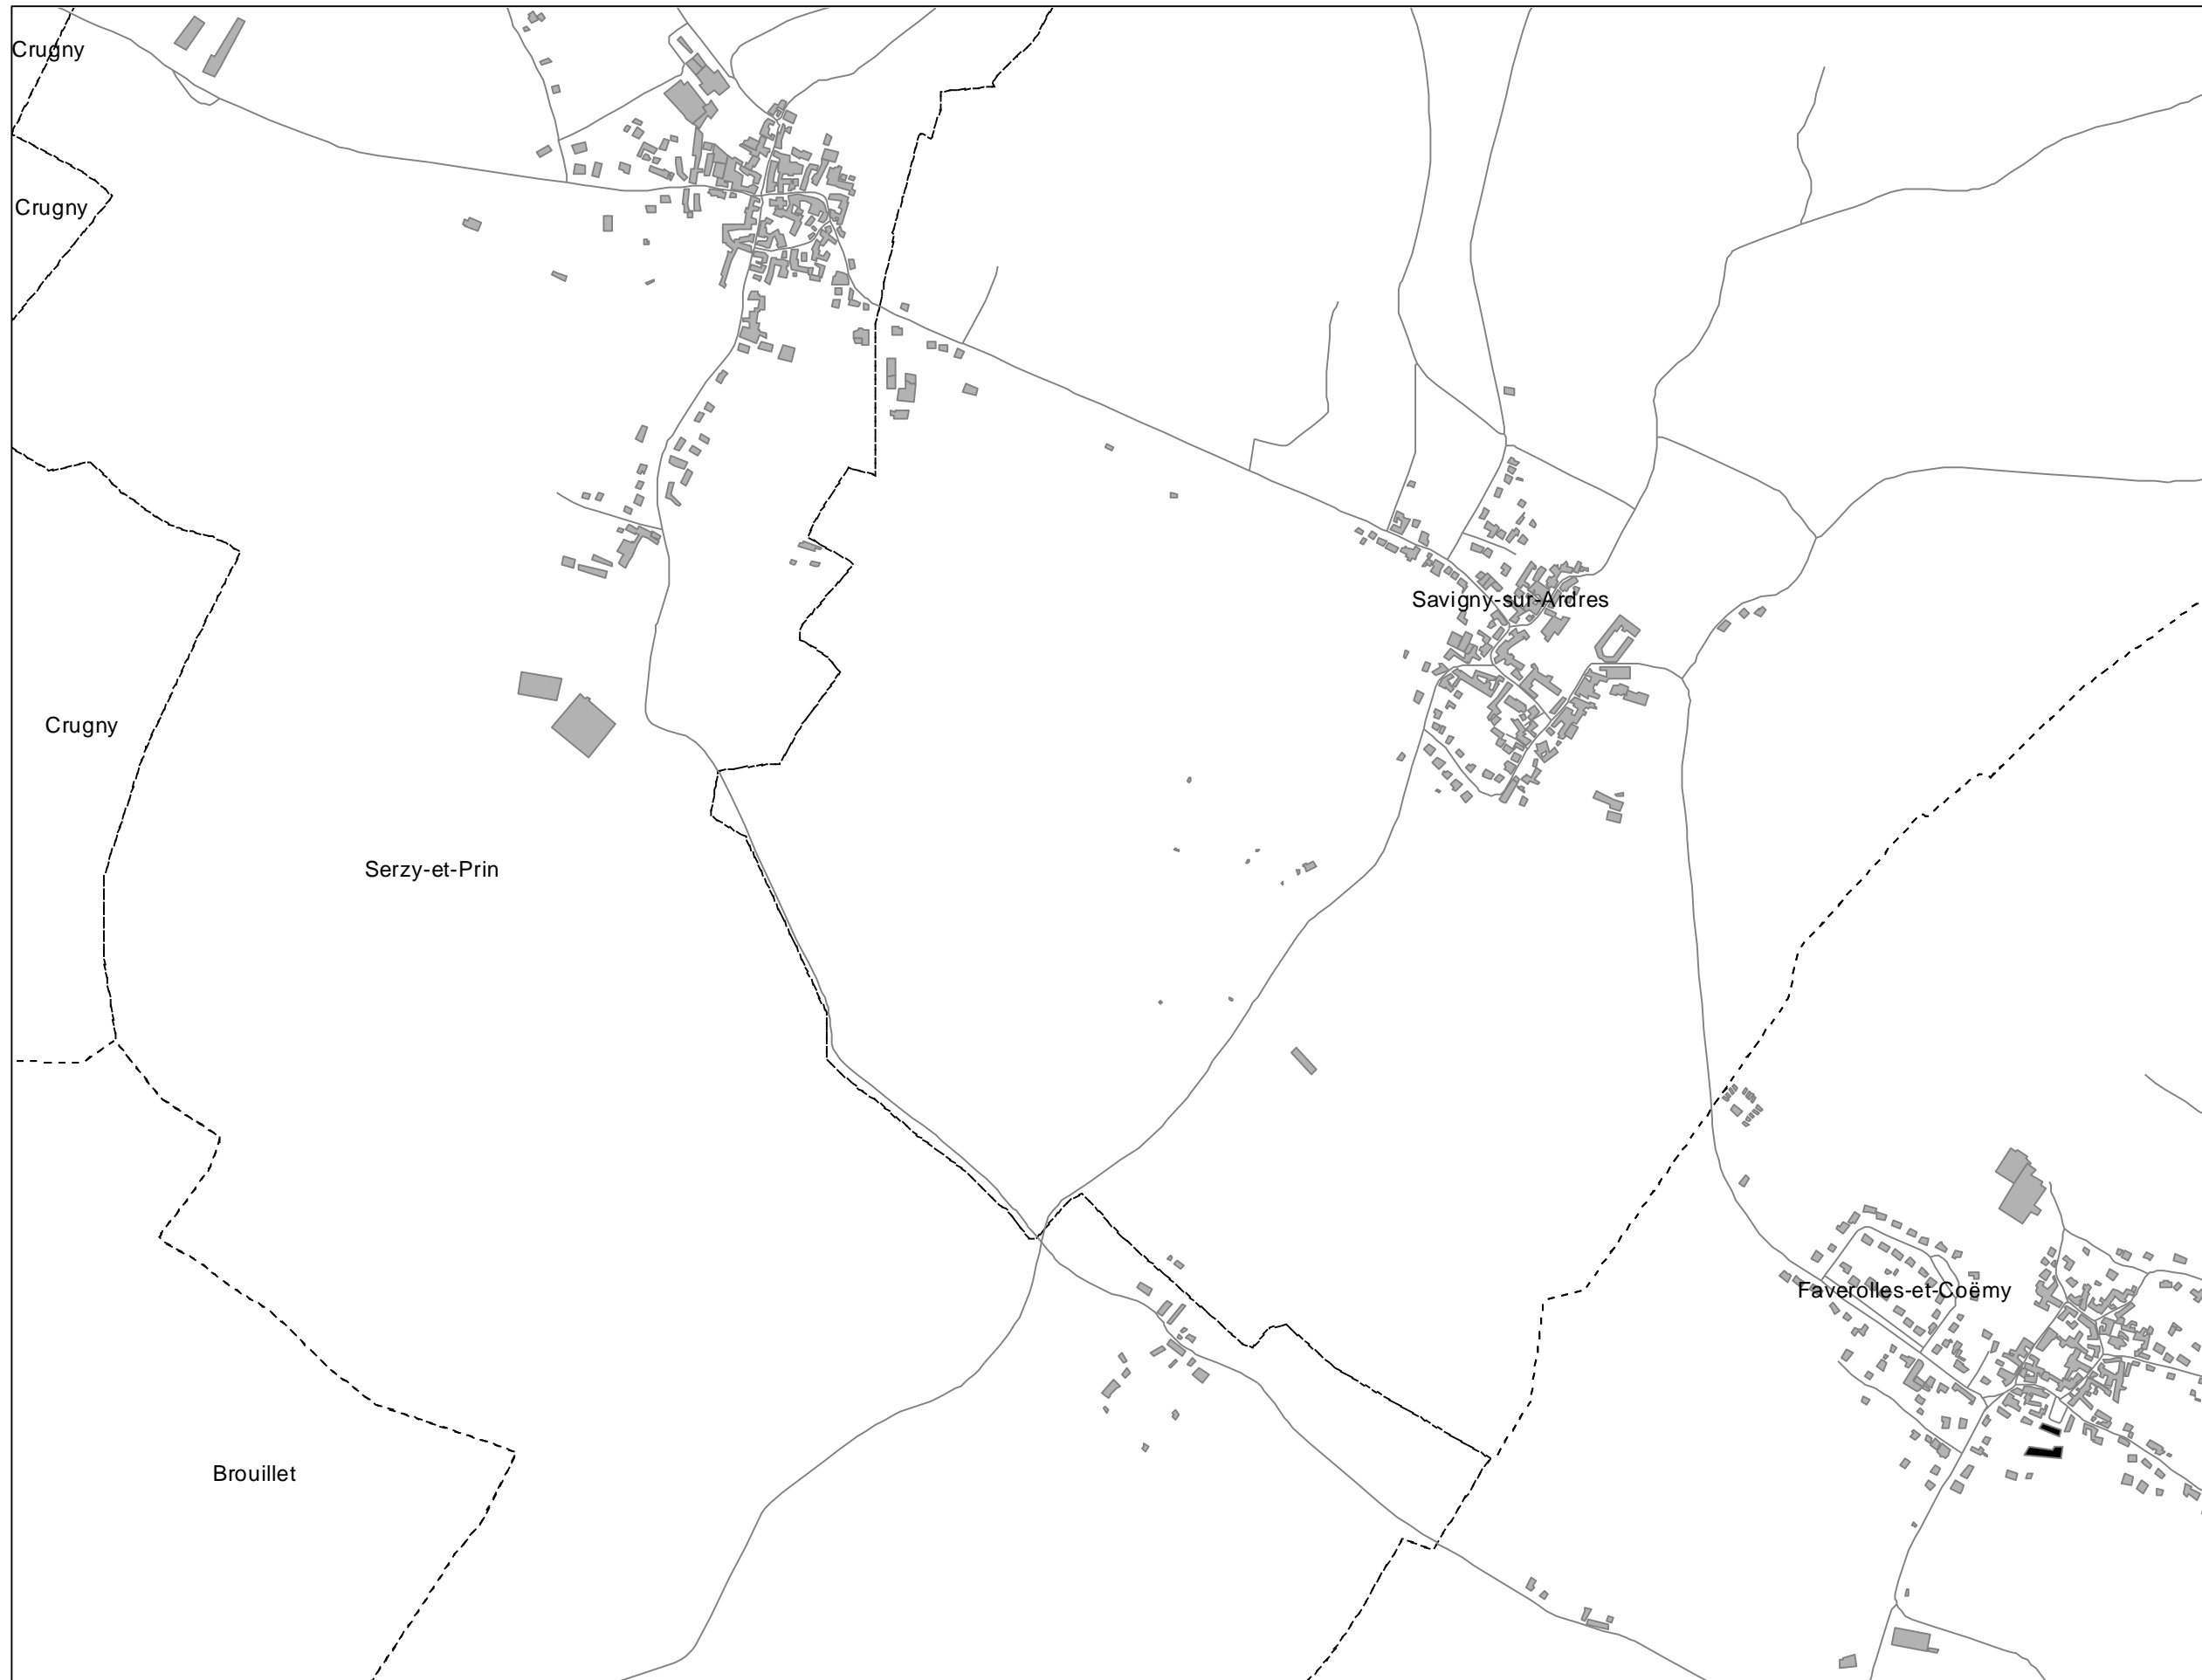 Crugny
Crugny
Savigny-sur-Ardres
Crugny
Serzy-et-Prin
Faverolles-et-Coëmy
Brouillet